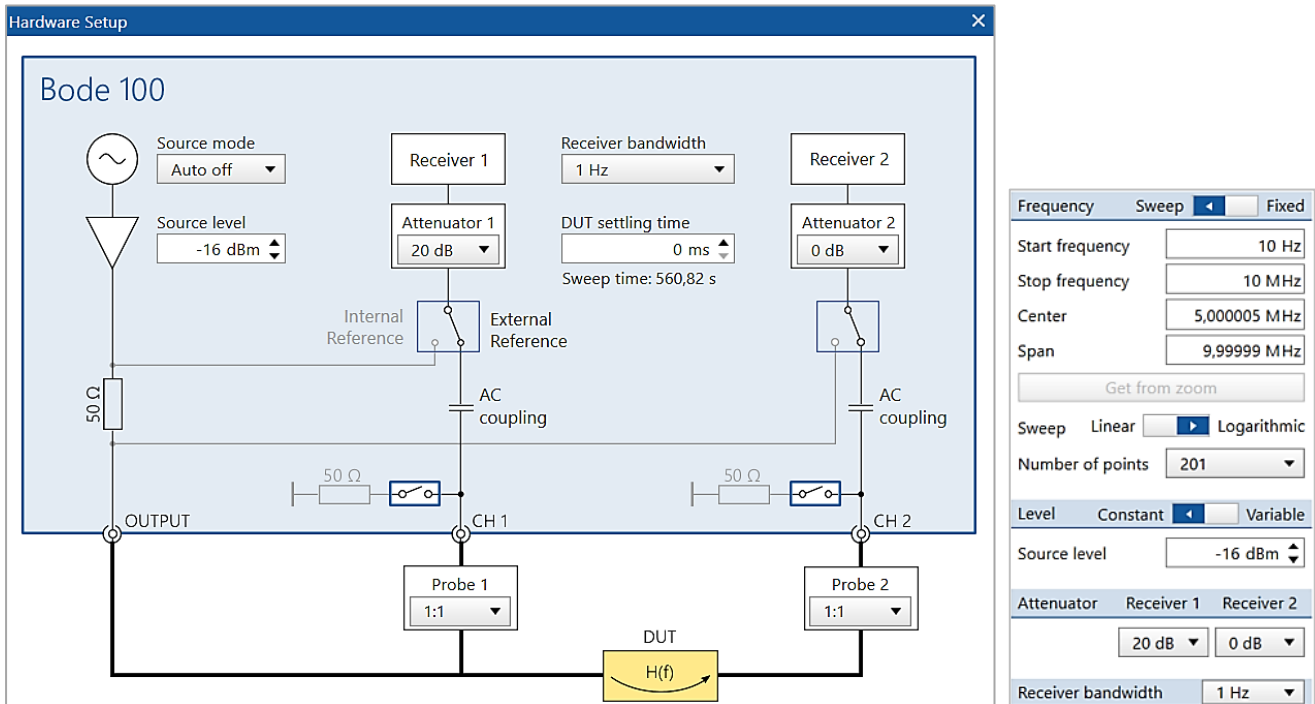 Hardware Setup
Bode 100
Source mode
Auto off
Source level
-16 dBm
Receiver 1
Attenuator 1
20 dB
Receiver bandwidth
1 Hz
DUT settling time
0 ms
Sweep time: 560,82 s
Receiver 2
Attenuator 2
0 dB
Internal
Reference
External
Reference
50 Ω
AC
coupling
AC
coupling
50 Ω
50 Ω
OUTPUT
CH 1
CH 2
Probe 1
1:1
Probe 2
1:1
DUT
H(f)
Frequency Sweep Fixed
Start frequency 10 Hz
Stop frequency 10 MHz
Center 5,000005 MHz
Span 9,99999 MHz
Get from zoom
Sweep Linear Logarithmic
Number of points 201
Level Constant Variable
Source level -16 dBm
Attenuator Receiver 1 Receiver 2
20 dB 0 dB
Receiver bandwidth 1 Hz